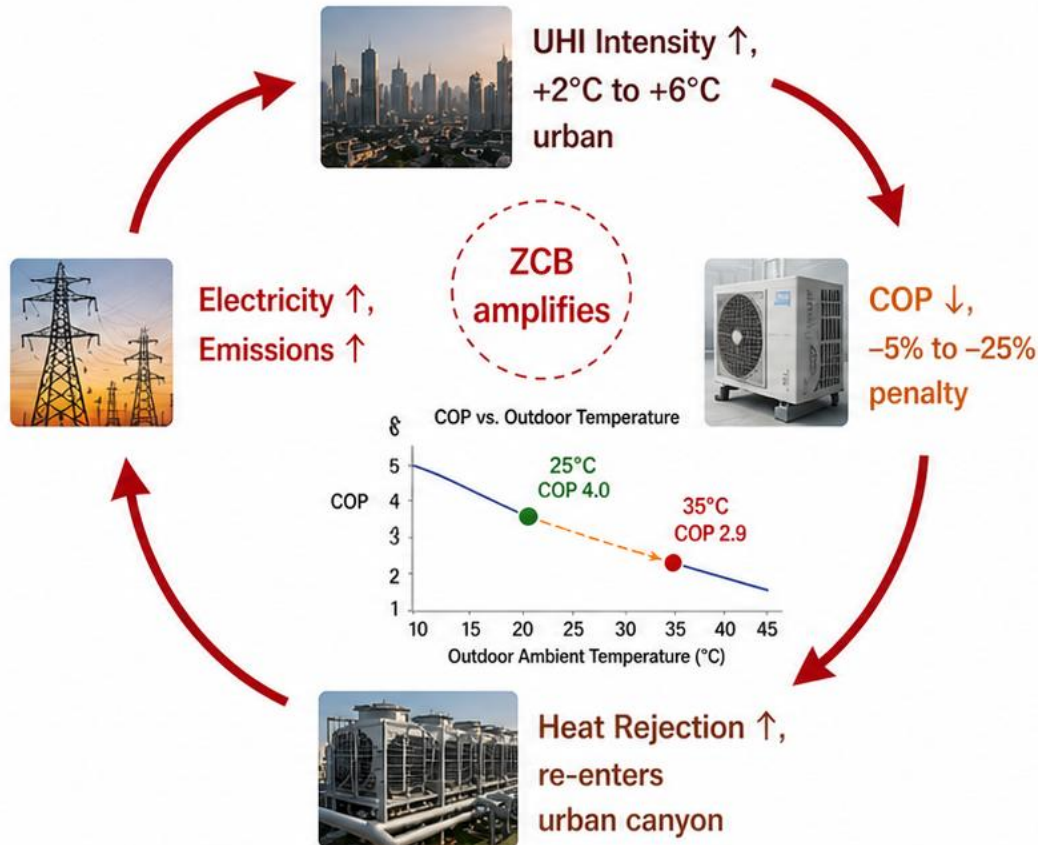 UHI Intensity ↑,
+2°C to +6°C
urban
ZCB
amplifies
Electricity ↑,
Emissions ↑
COP ↓,
–5% to –25%
penalty
COP vs. Outdoor Temperature
5
4
3
2
1
COP
25°C
COP 4.0
35°C
COP 2.9
10 15 20 25 30 35 40 45
Outdoor Ambient Temperature (°C)
Heat Rejection ↑,
re-enters
urban canyon